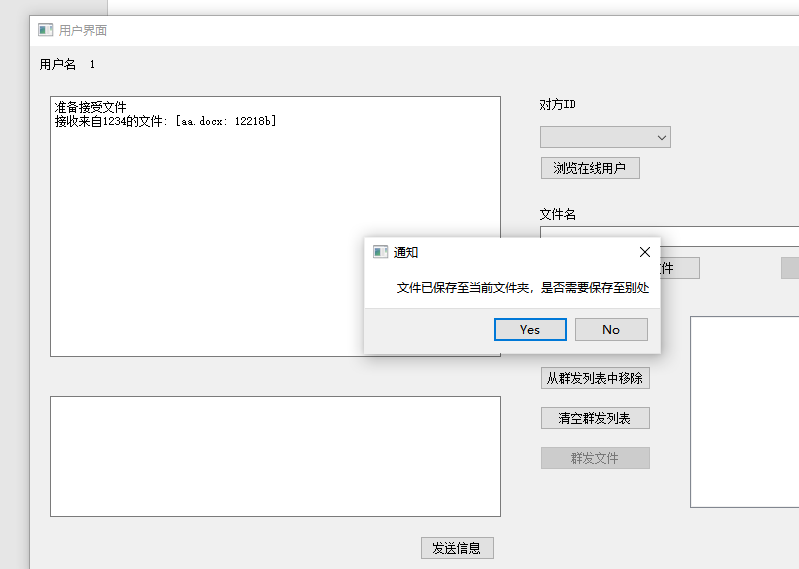 用户界面
用户名 1
准备接受文件
接收来自1234的文件: [aa.docx: 12218b]
对方ID
浏览在线用户
文件名
件
通知
文件已保存至当前文件夹，是否需要保存至别处
Yes
No
从群发列表中移除
清空群发列表
群发文件
发送信息